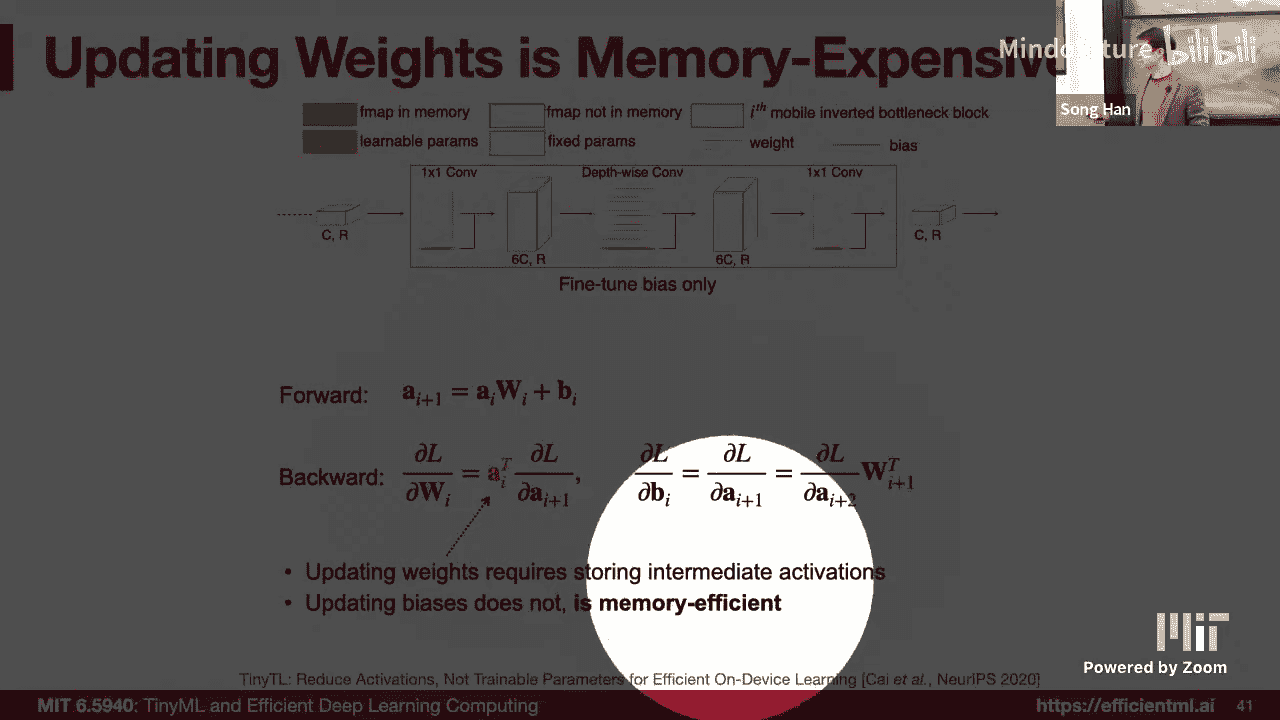 Updating Weights is Memory-Expensive
bilibili
Song Han
fmap in memory
fmap not in memory
i^th mobile inverted bottleneck block
learnable params
fixed params
weight
bias
1x1 Conv
Depth-wise Conv
1x1 Conv
C, R
6C, R
6C, R
C, R
Fine-tune bias only
Forward: a_{i+1} = a_i W_i + b_i
Backward: ∂L/∂W_i = a_i^T ∂L/∂a_{i+1}, ∂L/∂b_i = ∂L/∂a_{i+1} = ∂L/∂a_{i+2} W_{i+1}^T
• Updating weights requires storing intermediate activations
• Updating biases does not, is memory-efficient
MIT
Powered by Zoom
TinyTL: Reduce Activations, Not Trainable Parameters for Efficient On-Device Learning [Cai et al., NeurIPS 2020]
MIT 6.5940: TinyML and Efficient Deep Learning Computing
https://efficientml.ai
41